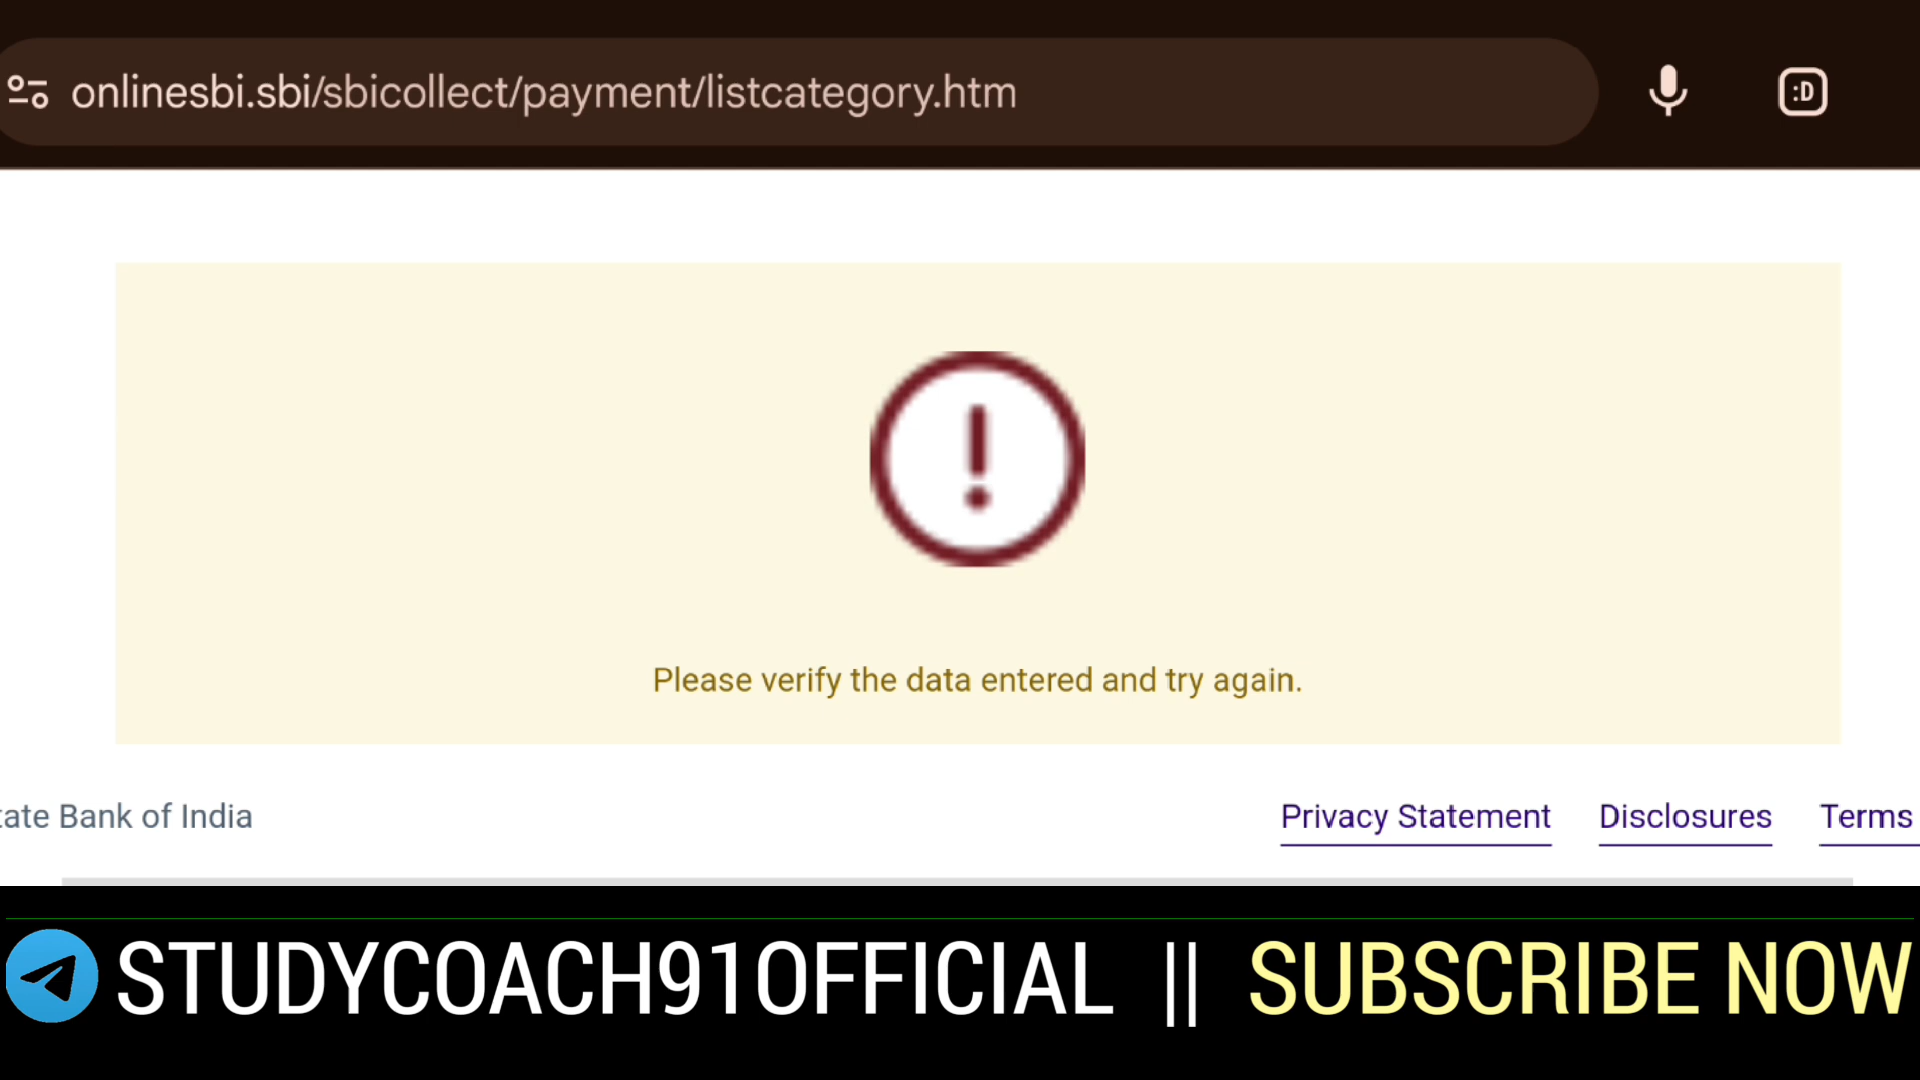 onlinesbi.sbi/sbicollect/payment/listcategory.htm
:D
!
Please verify the data entered and try again.
tate Bank of India
Privacy Statement Disclosures Terms
STUDYCOACH91OFFICIAL || SUBSCRIBE NOW